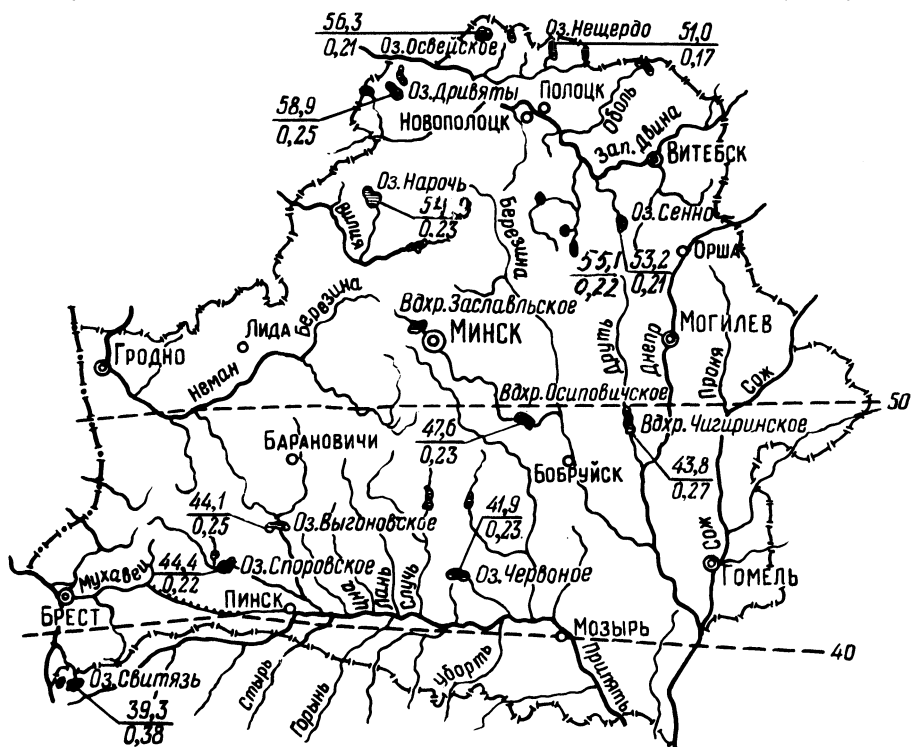 56,3
0,21
Оз.Освейское
Оз.Нещердо
51,0
0,17
58,9
0,25
Оз.Дривяты
Полоцк
Новополоцк
Оболь
Зап. Двина
Витебск
Оз.Нарочь
0,23
Вилия
Березина
Оз.Сенно
Орша
55,1
0,22
53,2
0,21
Вдхр.Заславльское
Минск
Березина
Лида
Гродно
Неман
Друть
Днепр
Могилев
Проня
Сож
Вдхр.Осиповичское
50
Вдхр.Чигиринское
47,6
0,23
Барановичи
Бобруйск
43,8
0,27
44,1
0,25
Оз.Выгоновское
41,9
0,23
44,4
0,22
Оз.Споровское
Мухавец
Брест
Пинск
Цна
Лань
Случь
Оз.Червоное
Сож
Гомель
Мозырь
40
Припять
Уборть
Стырь
Горынь
Оз.Свитязь
39,3
0,38